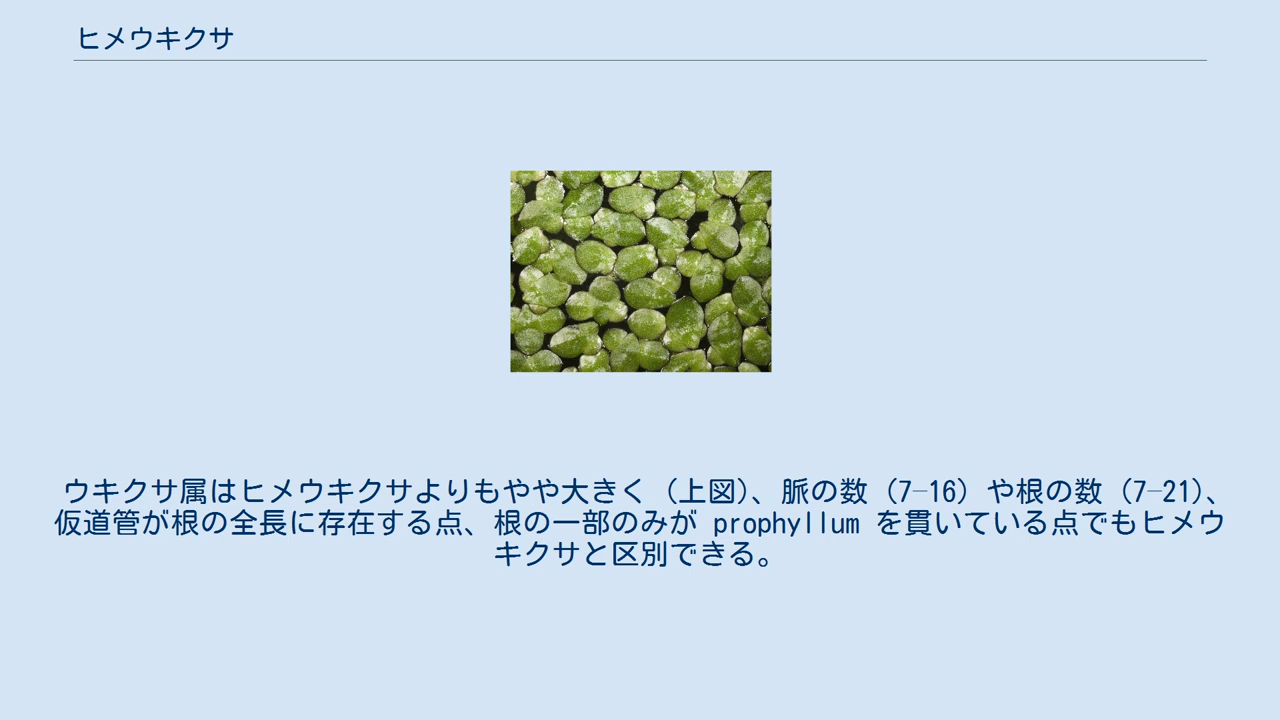 ヒメウキクサ
ウキクサ属はヒメウキクサよりもやや大きく（上図）、脈の数（7–16）や根の数（7–21）、
仮道管が根の全長に存在する点、根の一部のみが prophyllum を貫いている点でもヒメウ
キクサと区別できる。